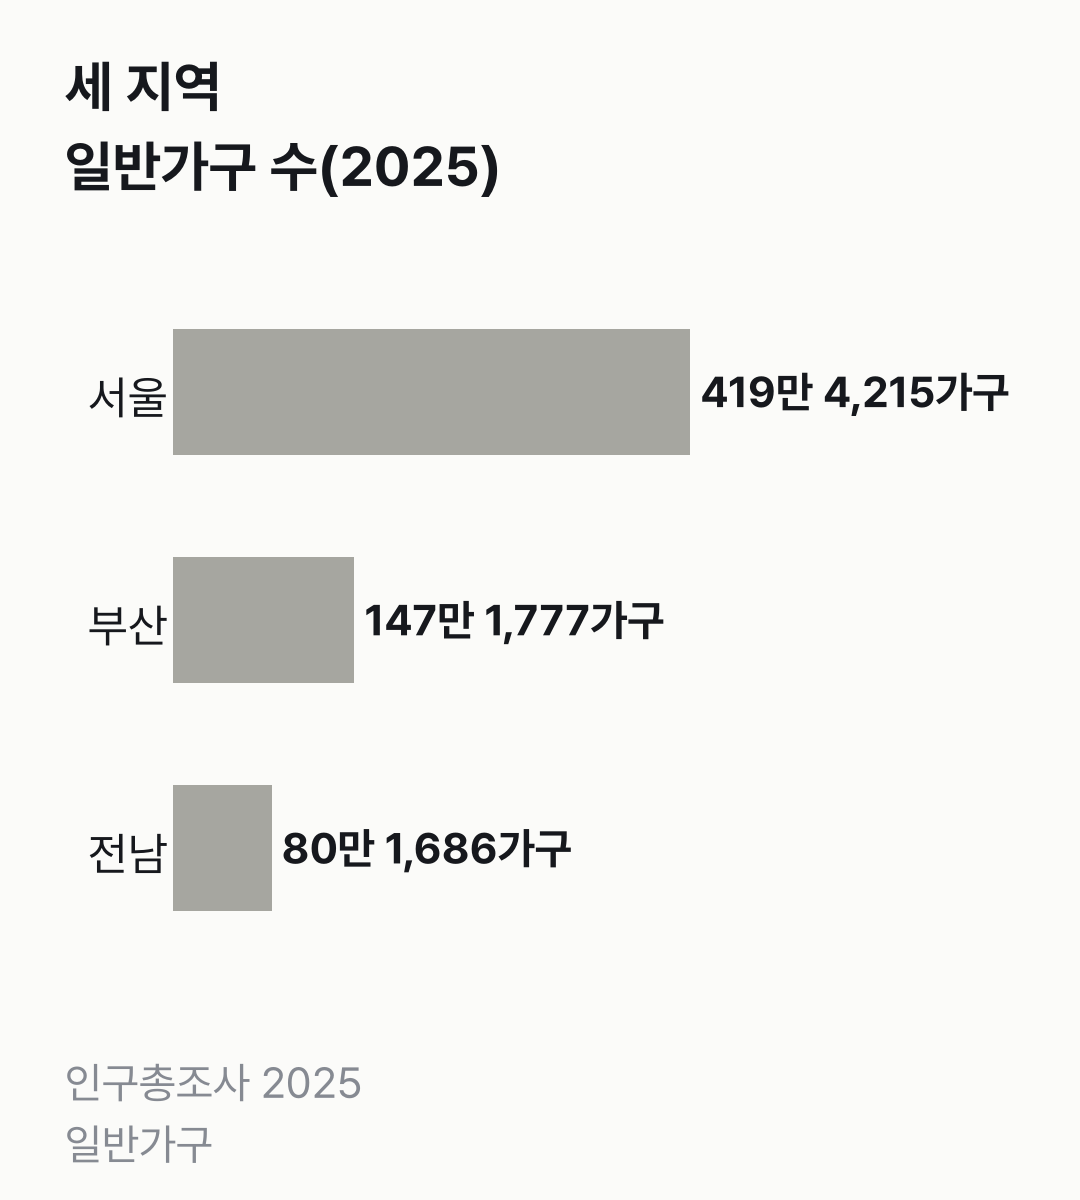 세 지역
일반가구 수(2025)
서울 419만 4,215가구
부산 147만 1,777가구
전남 80만 1,686가구
인구총조사 2025
일반가구